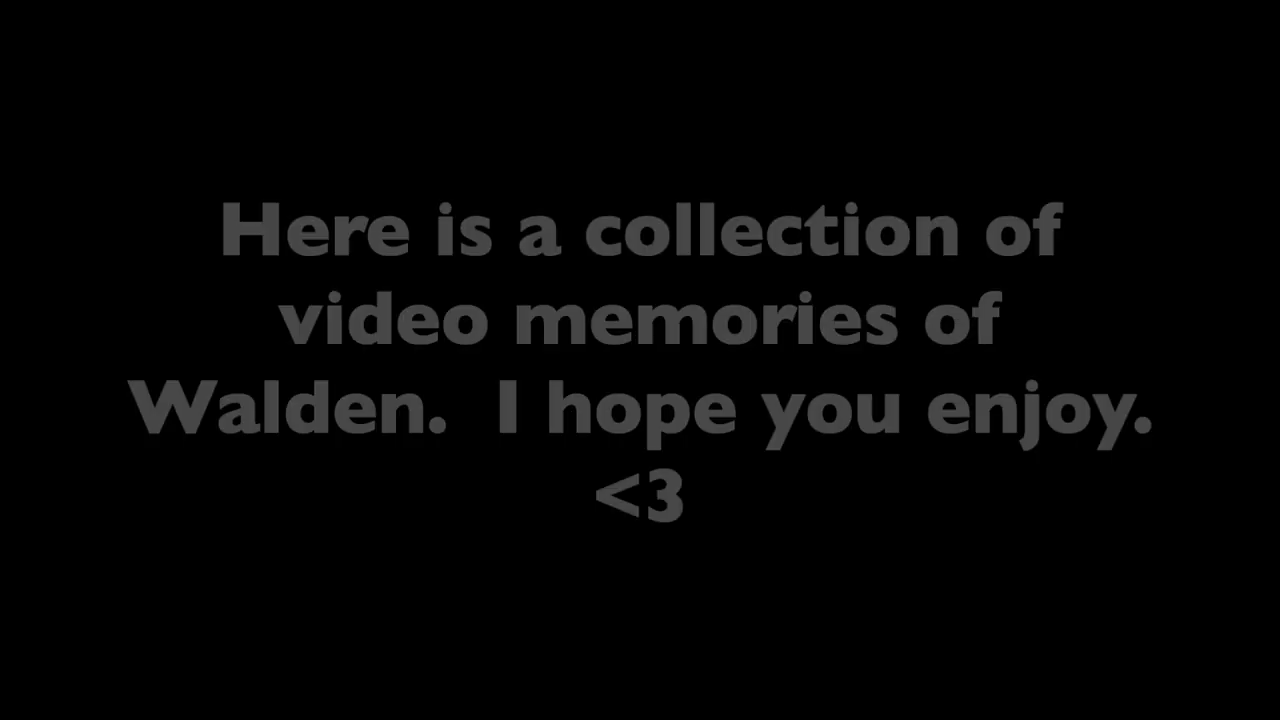 Here is a collection of
video memories of
Walden.  I hope you enjoy.
<3